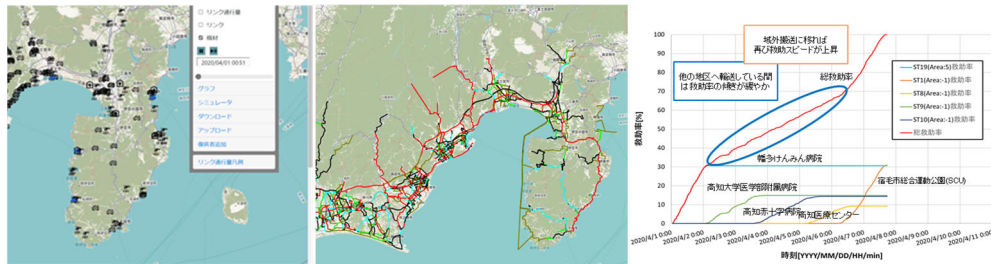 リンク通行量
リンク
機材
2020/04/01 00:51
グラフ
シミュレータ
ダウンロード
アップロード
傷病者追加
リンク通行量凡例
域外搬送に移れば
再び救助スピードが上昇
他の地区へ輸送している間
は救助率の傾きが緩やか
総救助率
幡多けんみん病院
高知大学医学部附属病院
高知赤十字病院
高知医療センター
宿毛市総合運動公園(SCU)
救助率[%]
100
90
80
70
60
50
40
30
20
10
0
2020/4/1 0:00
2020/4/2 0:00
2020/4/3 0:00
2020/4/4 0:00
2020/4/5 0:00
2020/4/6 0:00
2020/4/7 0:00
2020/4/8 0:00
2020/4/9 0:00
2020/4/10 0:00
2020/4/11 0:00
時刻[YYYY/MM/DD/HH/min]
ST19(Area:5)救助率
ST1(Area:-1)救助率
ST8(Area:-1)救助率
ST9(Area:-1)救助率
ST10(Area:-1)救助率
総救助率